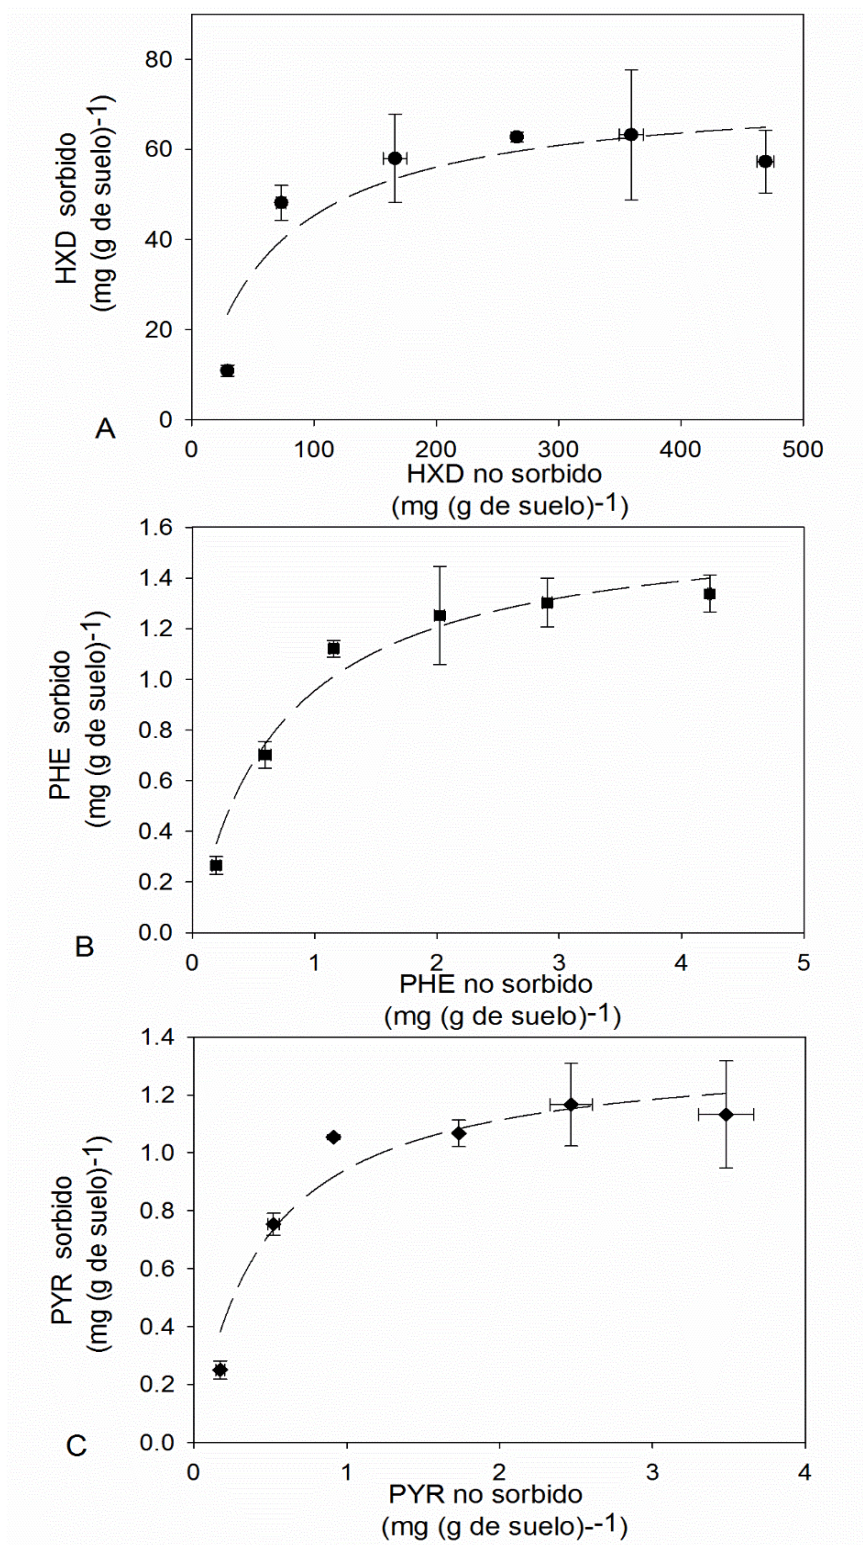 HXD sorbido
(mg (g de suelo)-1)
80
60
40
20
0
A
0 100 200 300 400 500
HXD no sorbido
(mg (g de suelo)-1)
PHE sorbido
(mg (g de suelo)-1)
1.6
1.4
1.2
1.0
0.8
0.6
0.4
0.2
0.0
B
0 1 2 3 4 5
PHE no sorbido
(mg (g de suelo)-1)
PYR sorbido
(mg (g de suelo)-1)
1.4
1.2
1.0
0.8
0.6
0.4
0.2
0.0
C
0 1 2 3 4
PYR no sorbido
(mg (g de suelo)--1)